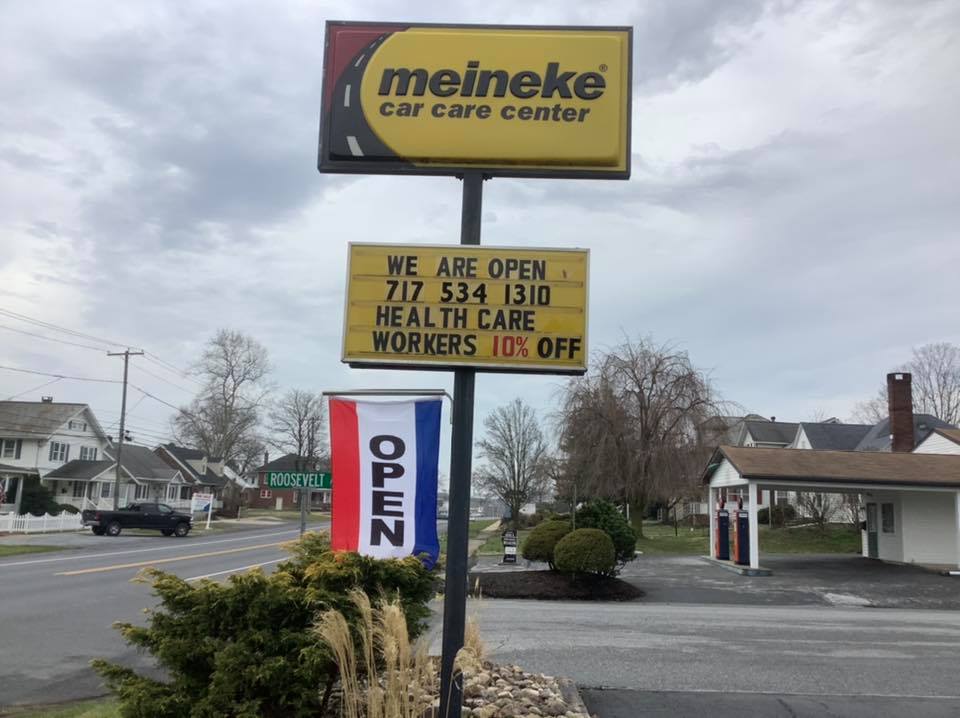 meineke®
car care center
WE ARE OPEN
717 534 1310
HEALTH CARE
WORKERS 10% OFF
OPEN
ROOSEVELT